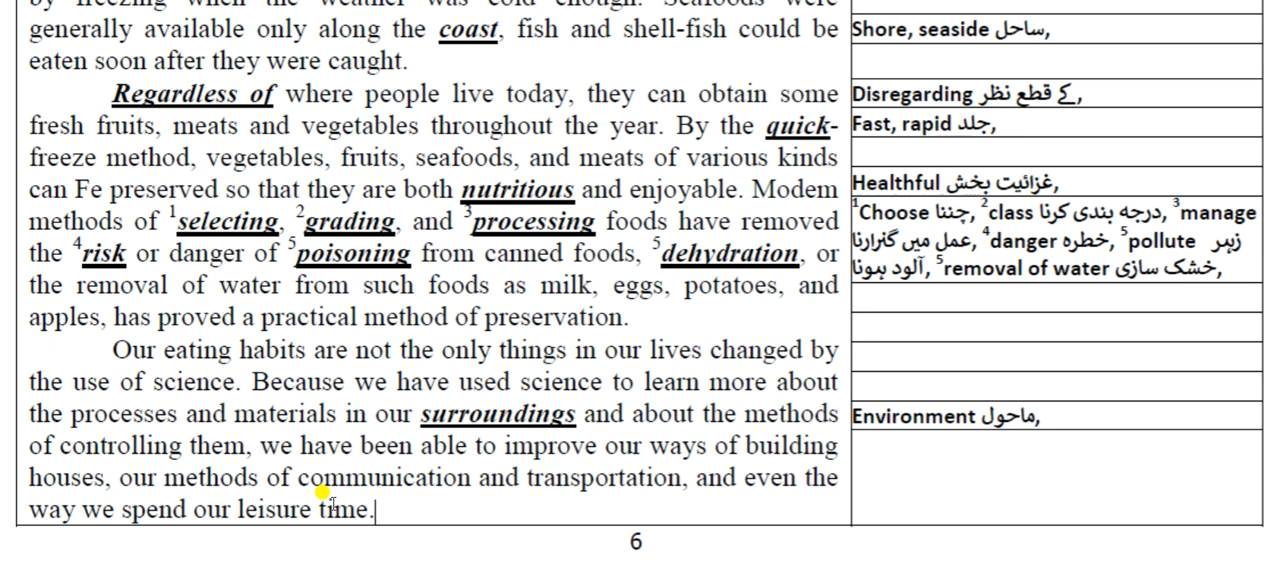 by freezing when the weather was cold enough. Seafoods were
generally available only along the coast, fish and shell-fish could be
eaten soon after they were caught.
Regardless of where people live today, they can obtain some
fresh fruits, meats and vegetables throughout the year. By the quick-
freeze method, vegetables, fruits, seafoods, and meats of various kinds
can Fe preserved so that they are both nutritious and enjoyable. Modem
methods of 1selecting, 2grading, and 3processing foods have removed
the 4risk or danger of 5poisoning from canned foods, 5dehydration, or
the removal of water from such foods as milk, eggs, potatoes, and
apples, has proved a practical method of preservation.
Our eating habits are not the only things in our lives changed by
the use of science. Because we have used science to learn more about
the processes and materials in our surroundings and about the methods
of controlling them, we have been able to improve our ways of building
houses, our methods of communication and transportation, and even the
way we spend our leisure time.
Shore, seaside ساحل,
Disregarding کے قطع نظر,
Fast, rapid جلد,
Healthful غزائیت بخش,
1Choose چننا, 2class درجہ بندی کرنا, 3manage
عمل میں گزارنا, 4danger خطرہ, 5pollute زہر
آلود ہونا, 5removal of water خشک سازی,
Environment ماحول,
6